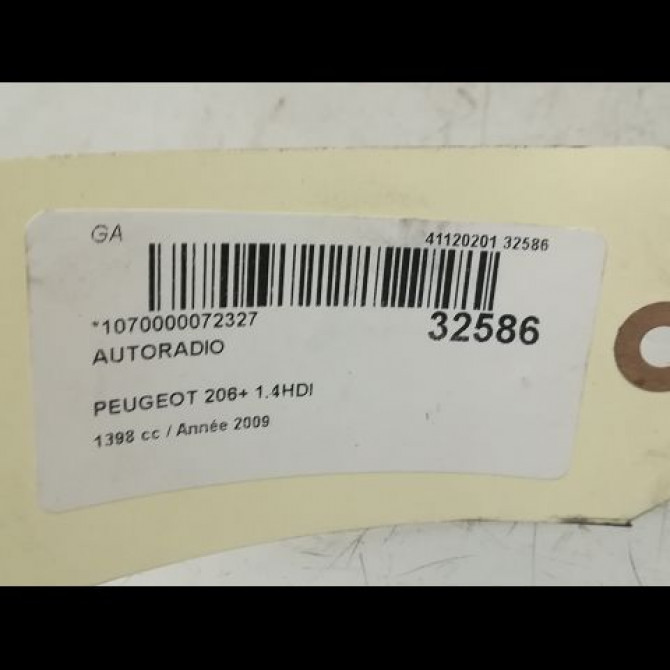 GA
41120201 32586
*1070000072327
32586
AUTORADIO
PEUGEOT 206+ 1.4HDI
1398 cc / Année 2009